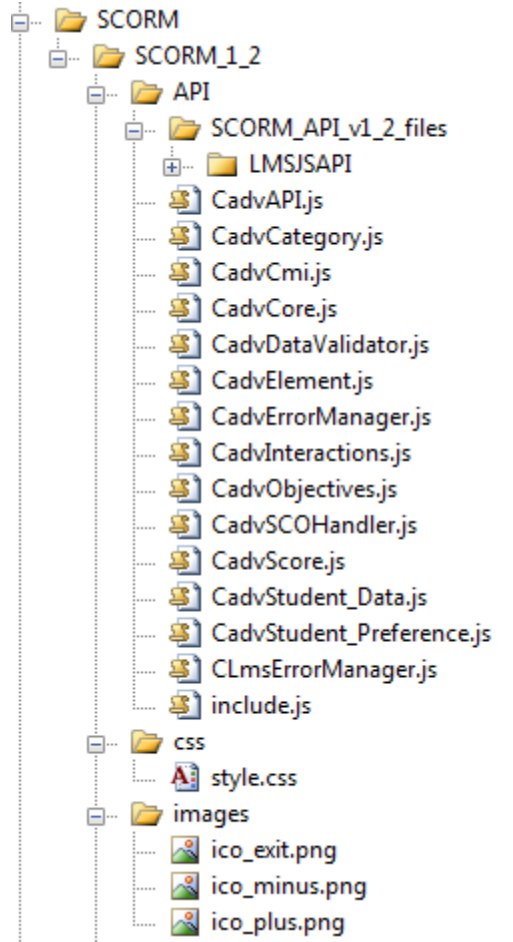 SCORM
SCORM_1_2
API
SCORM_API_v1_2_files
LMSJSAPI
CadvAPI.js
CadvCategory.js
CadvCmi.js
CadvCore.js
CadvDataValidator.js
CadvElement.js
CadvErrorManager.js
CadvInteractions.js
CadvObjectives.js
CadvSCOHandler.js
CadvScore.js
CadvStudent_Data.js
CadvStudent_Preference.js
CLmsErrorManager.js
include.js
css
style.css
images
ico_exit.png
ico_minus.png
ico_plus.png